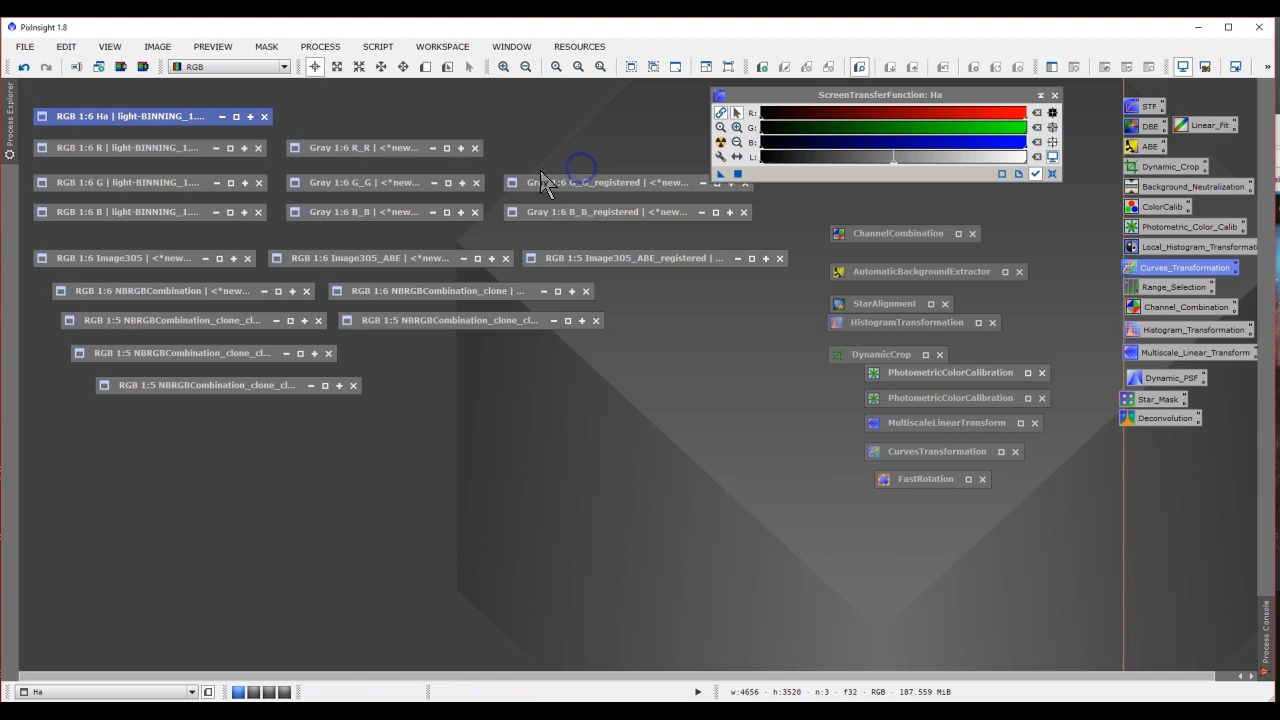 PixInsight 1.8
FILE EDIT VIEW IMAGE PREVIEW MASK PROCESS SCRIPT WORKSPACE WINDOW RESOURCES
RGB
Process Explorer
ScreenTransferFunction: Ha
R:
G:
B:
L:
RGB 1:6 Ha | light-BINNING_1....
RGB 1:6 R | light-BINNING_1....
Gray 1:6 R_R | <*new...
RGB 1:6 G | light-BINNING_1....
Gray 1:6 G_G | <*new...
Gray 1:6 G_G_registered | <*new...
RGB 1:6 B | light-BINNING_1....
Gray 1:6 B_B | <*new...
Gray 1:6 B_B_registered | <*new...
RGB 1:6 Image305 | <*new...
RGB 1:6 Image305_ABE | <*new...
RGB 1:5 Image305_ABE_registered | ...
RGB 1:6 NBRGBCombination | <*new...
RGB 1:6 NBRGBCombination_clone | ...
RGB 1:5 NBRGBCombination_clone_cl...
RGB 1:5 NBRGBCombination_clone_cl...
RGB 1:5 NBRGBCombination_clone_cl...
RGB 1:5 NBRGBCombination_clone_cl...
ChannelCombination
AutomaticBackgroundExtractor
StarAlignment
HistogramTransformation
DynamicCrop
PhotometricColorCalibration
PhotometricColorCalibration
MultiscaleLinearTransform
CurvesTransformation
FastRotation
STF
DBE
Linear_Fit
ABE
Dynamic_Crop
Background_Neutralization
ColorCalib
Photometric_Color_Calib
Local_Histogram_Transformat
Curves_Transformation
Range_Selection
Channel_Combination
Histogram_Transformation
Multiscale_Linear_Transform
Dynamic_PSF
Star_Mask
Deconvolution
Process Console
Ha
w:4656 · h:3520 · n:3 · f32 · RGB · 187.559 MiB